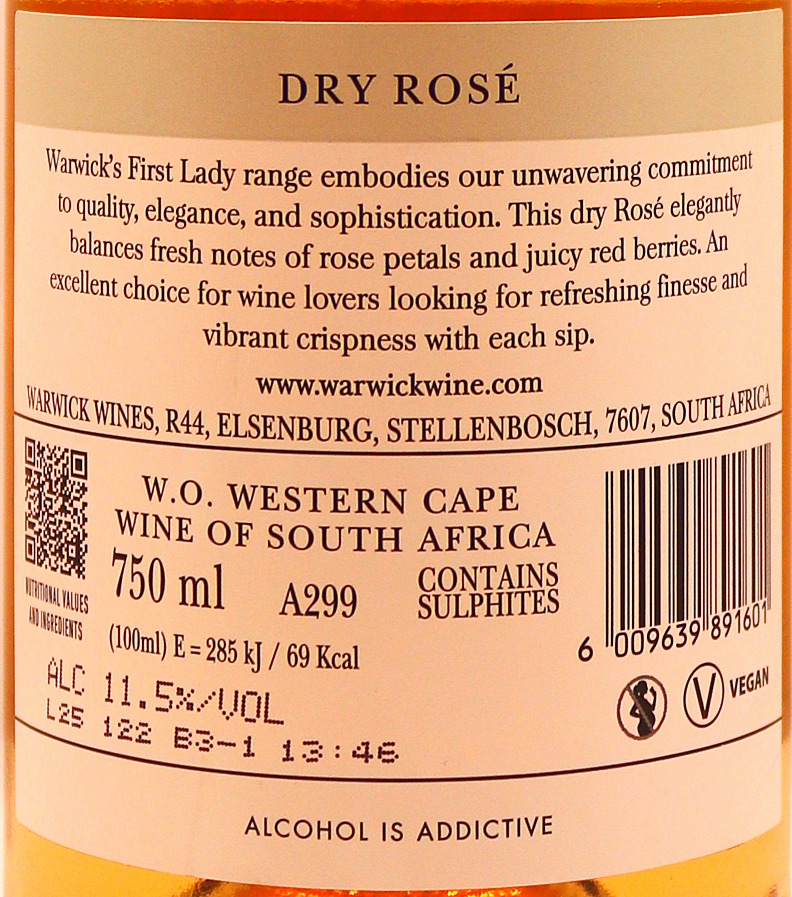 DRY ROSÉ
Warwick's First Lady range embodies our unwavering commitment
to quality, elegance, and sophistication. This dry Rosé elegantly
balances fresh notes of rose petals and juicy red berries. An
excellent choice for wine lovers looking for refreshing finesse and
vibrant crispness with each sip.
www.warwickwine.com
WARWICK WINES, R44, ELSENBURG, STELLENBOSCH, 7607, SOUTH AFRICA
W.O. WESTERN CAPE
WINE OF SOUTH AFRICA
750 ml A299
CONTAINS
SULPHITES
NUTRITIONAL VALUES
AND INGREDIENTS
(100ml) E = 285 kJ / 69 Kcal
6 009639 891601
ALC 11.5%/VOL
L25 122 B3-1 13:46
V VEGAN
ALCOHOL IS ADDICTIVE